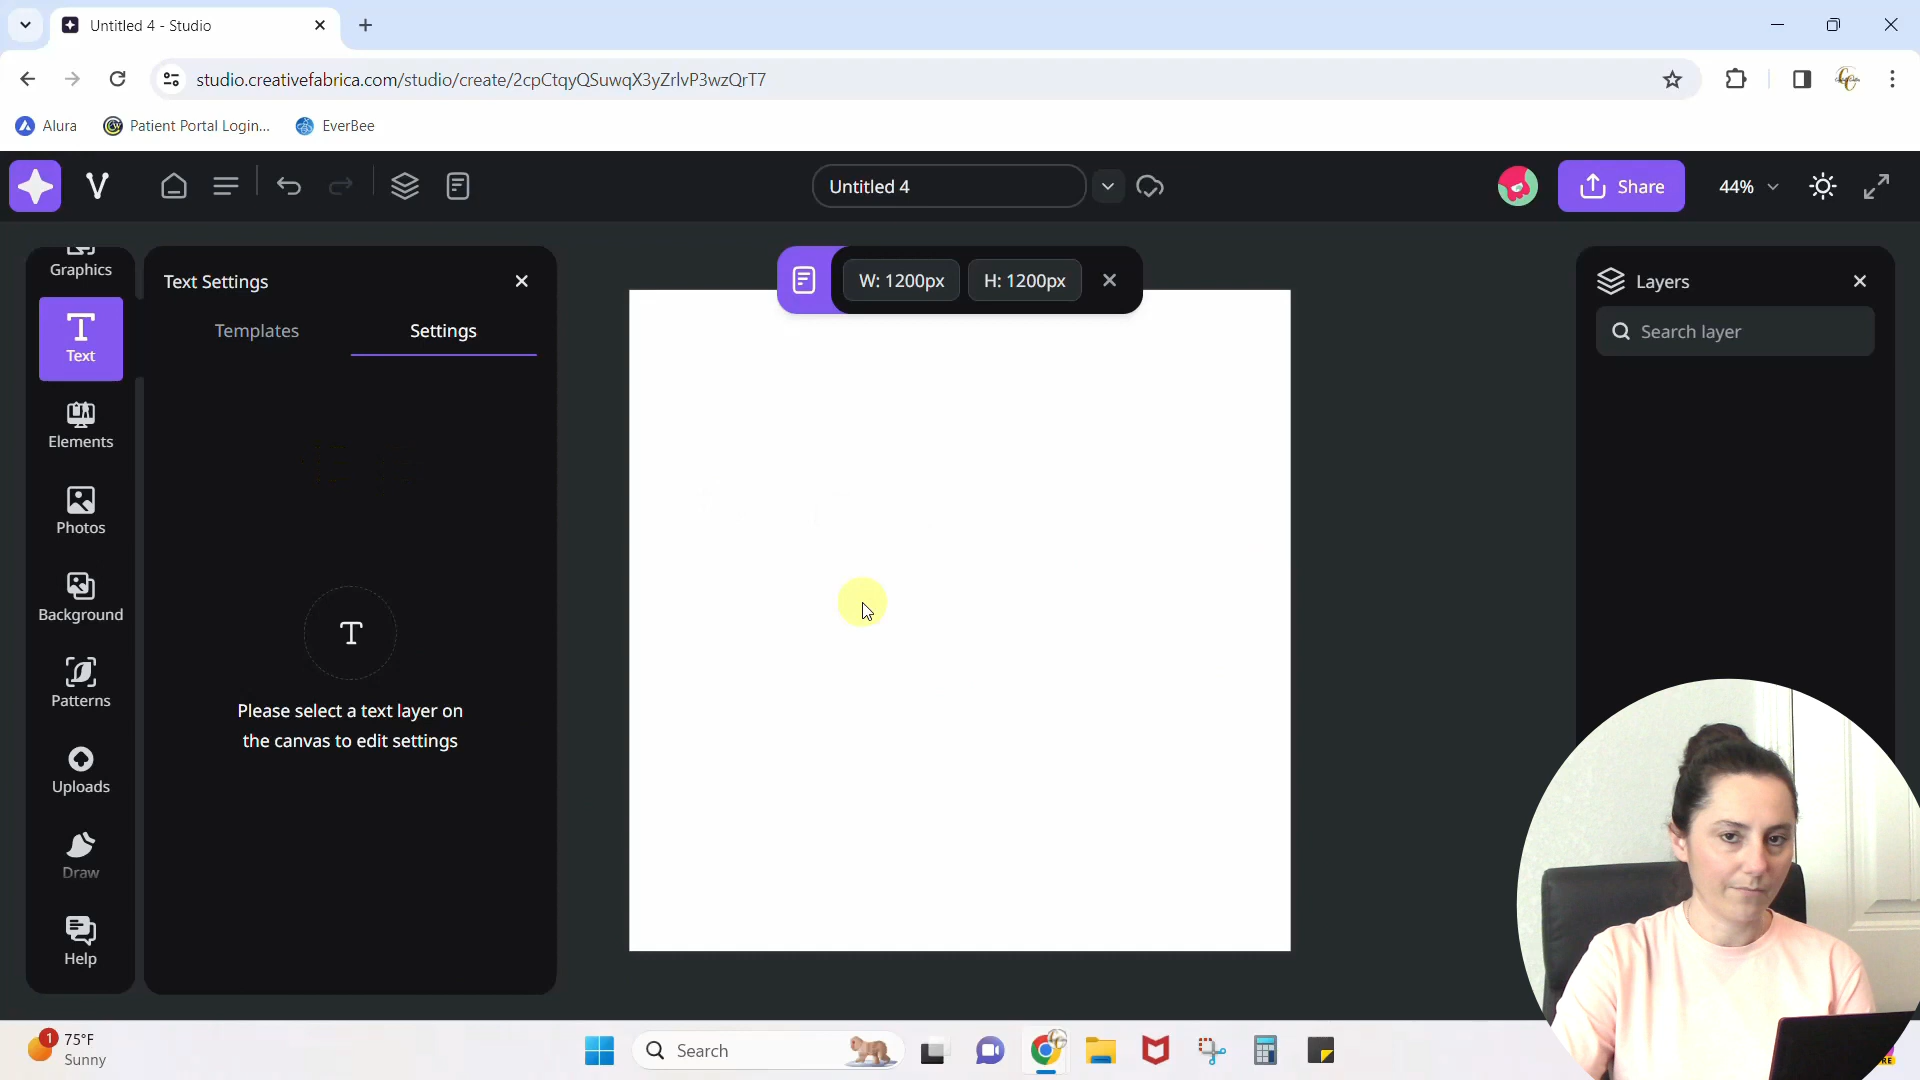 Untitled 4 - Studio
studio.creativefabrica.com/studio/create/2cpCtqyQSuwqX3yZrlvP3wzQrT7
Alura
Patient Portal Login...
EverBee
Untitled 4
Share
44%
Graphics
Text
Elements
Photos
Background
Patterns
Uploads
Draw
Help
Text Settings
Templates
Settings
Please select a text layer on
the canvas to edit settings
W: 1200px
H: 1200px
Layers
Search layer
1
75°F
Sunny
Search